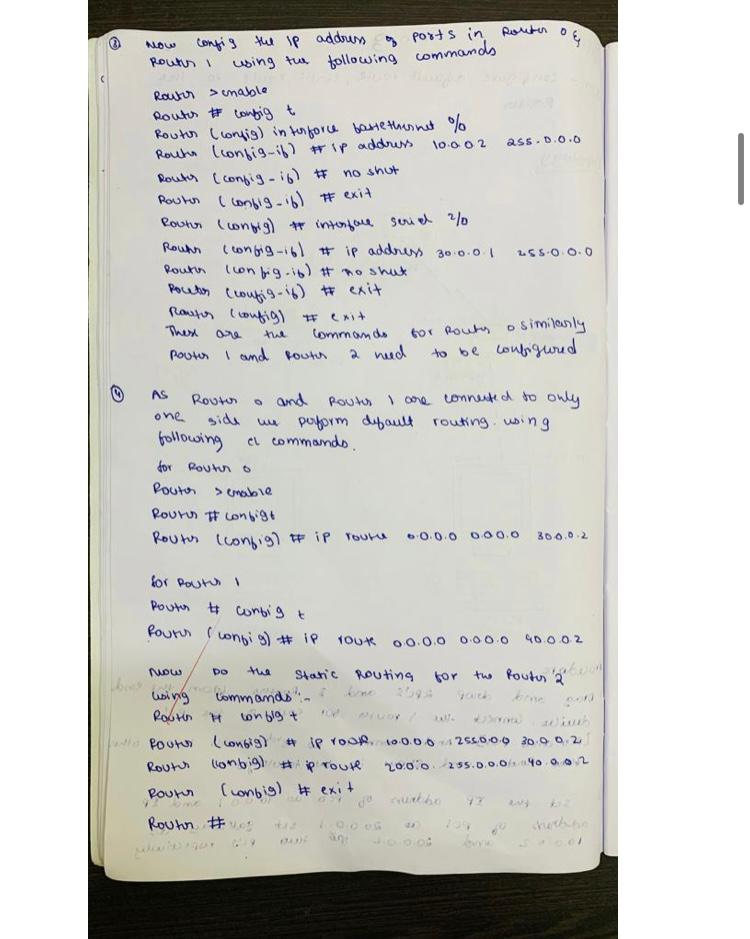 ③ Now config the ip address of ports in Router 0 &
Router 1 using the following commands
Router >enable
Router # config t
Router (config) interface fastethernet 0/0
Router (config-if) # ip address 10.0.0.2 255.0.0.0
Router (config-if) # no shut
Router (config-if) # exit
Router (config) # interface serial 2/0
Router (config-if) # ip address 30.0.0.1 255.0.0.0
Router (config-if) # no shut
Router (config-if) # exit
Router (config) # exit
These are the commands for Router 0 similarly
Router 1 and Router 2 need to be configured
④ As Router 0 and Router 1 are connected to only
one side we perform default routing using
following cl commands.
for Router 0
Router >enable
Router # config t
Router (config) # ip route 0.0.0.0 0.0.0.0 30.0.0.2
for Router 1
Router # config t
Router (config) # ip route 0.0.0.0 0.0.0.0 40.0.0.2
Now Do the Static Routing for the Router 2
using commands :-
Router # config t
Router (config) # ip route 10.0.0.0 255.0.0.0 30.0.0.2
Router (config) # ip route 20.0.0. 255.0.0.0 40.0.0.2
Router (config) # exit
Router #